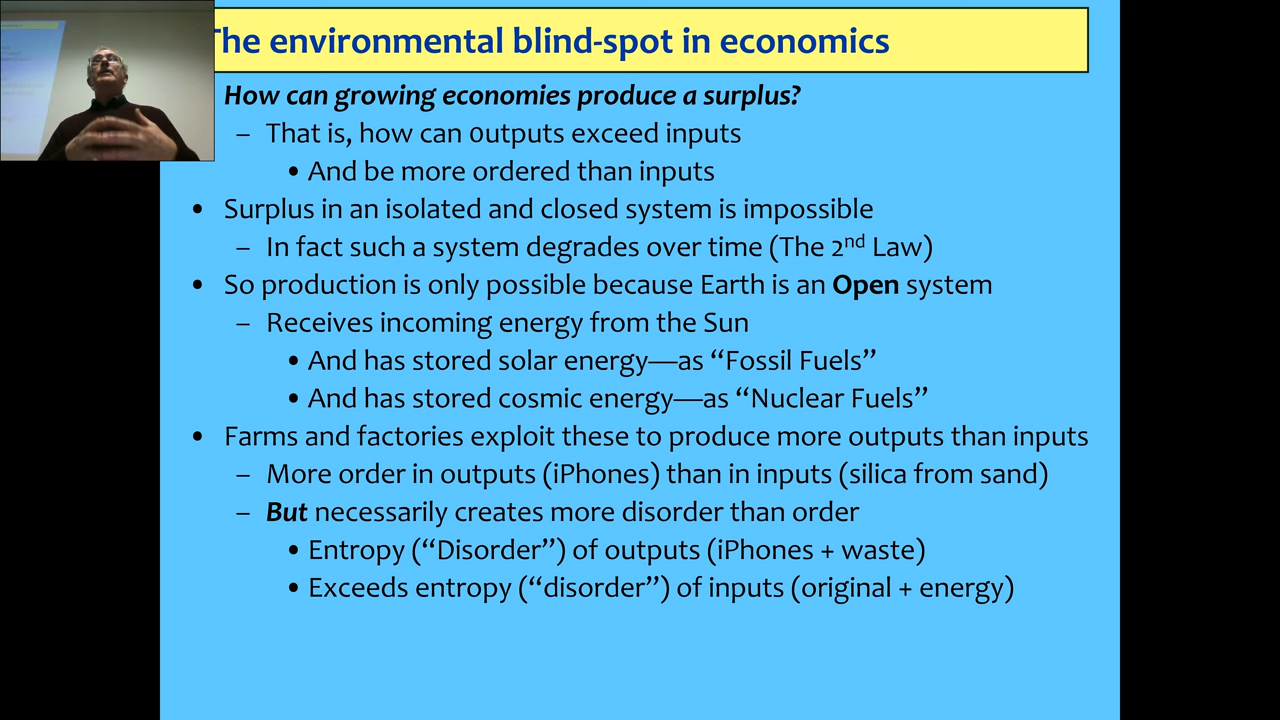 The environmental blind-spot in economics
How can growing economies produce a surplus?
– That is, how can 0utputs exceed inputs
• And be more ordered than inputs
• Surplus in an isolated and closed system is impossible
– In fact such a system degrades over time (The 2nd Law)
• So production is only possible because Earth is an Open system
– Receives incoming energy from the Sun
• And has stored solar energy—as “Fossil Fuels”
• And has stored cosmic energy—as “Nuclear Fuels”
• Farms and factories exploit these to produce more outputs than inputs
– More order in outputs (iPhones) than in inputs (silica from sand)
– But necessarily creates more disorder than order
• Entropy (“Disorder”) of outputs (iPhones + waste)
• Exceeds entropy (“disorder”) of inputs (original + energy)